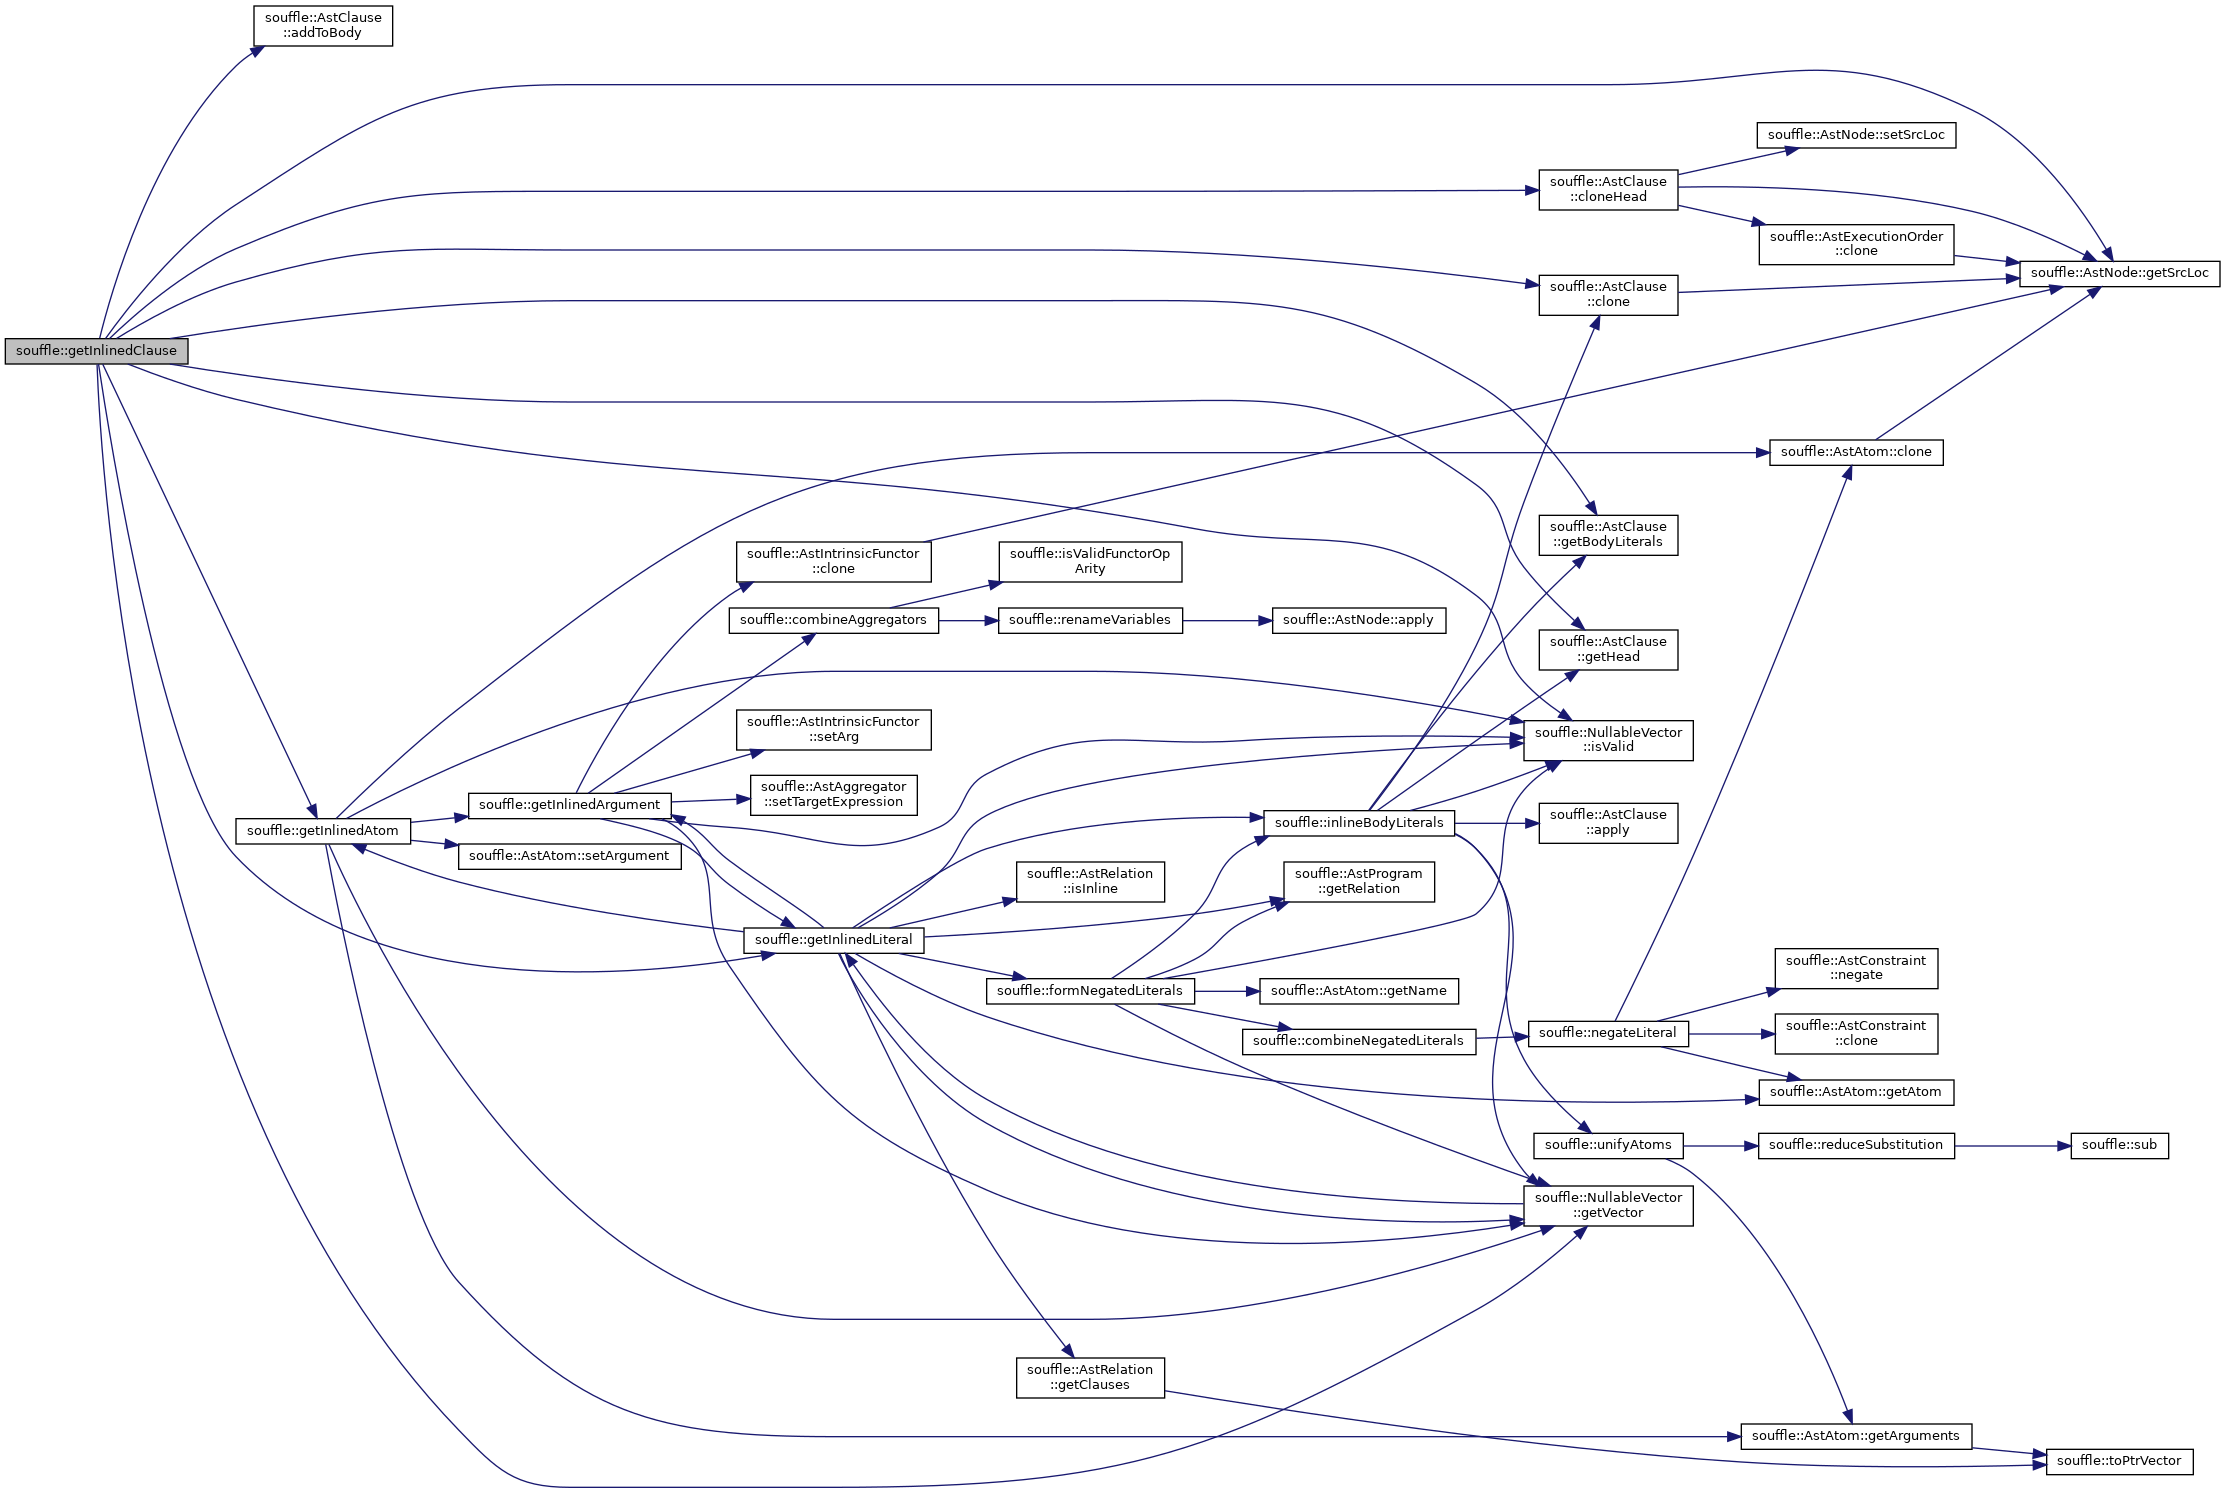 souffle::AstClause
::addToBody
souffle::AstNode::setSrcLoc
souffle::AstClause
::cloneHead
souffle::AstExecutionOrder
::clone
souffle::AstNode::getSrcLoc
souffle::AstClause
::clone
souffle::getInlinedClause
souffle::AstAtom::clone
souffle::AstClause
::getBodyLiterals
souffle::AstIntrinsicFunctor
::clone
souffle::isValidFunctorOp
Arity
souffle::combineAggregators
souffle::renameVariables
souffle::AstNode::apply
souffle::AstClause
::getHead
souffle::AstIntrinsicFunctor
::setArg
souffle::NullableVector
::isValid
souffle::AstAggregator
::setTargetExpression
souffle::getInlinedArgument
souffle::getInlinedAtom
souffle::inlineBodyLiterals
souffle::AstClause
::apply
souffle::AstAtom::setArgument
souffle::AstRelation
::isInline
souffle::AstProgram
::getRelation
souffle::getInlinedLiteral
souffle::formNegatedLiterals
souffle::AstAtom::getName
souffle::AstConstraint
::negate
souffle::combineNegatedLiterals
souffle::negateLiteral
souffle::AstConstraint
::clone
souffle::AstAtom::getAtom
souffle::unifyAtoms
souffle::reduceSubstitution
souffle::sub
souffle::NullableVector
::getVector
souffle::AstRelation
::getClauses
souffle::AstAtom::getArguments
souffle::toPtrVector